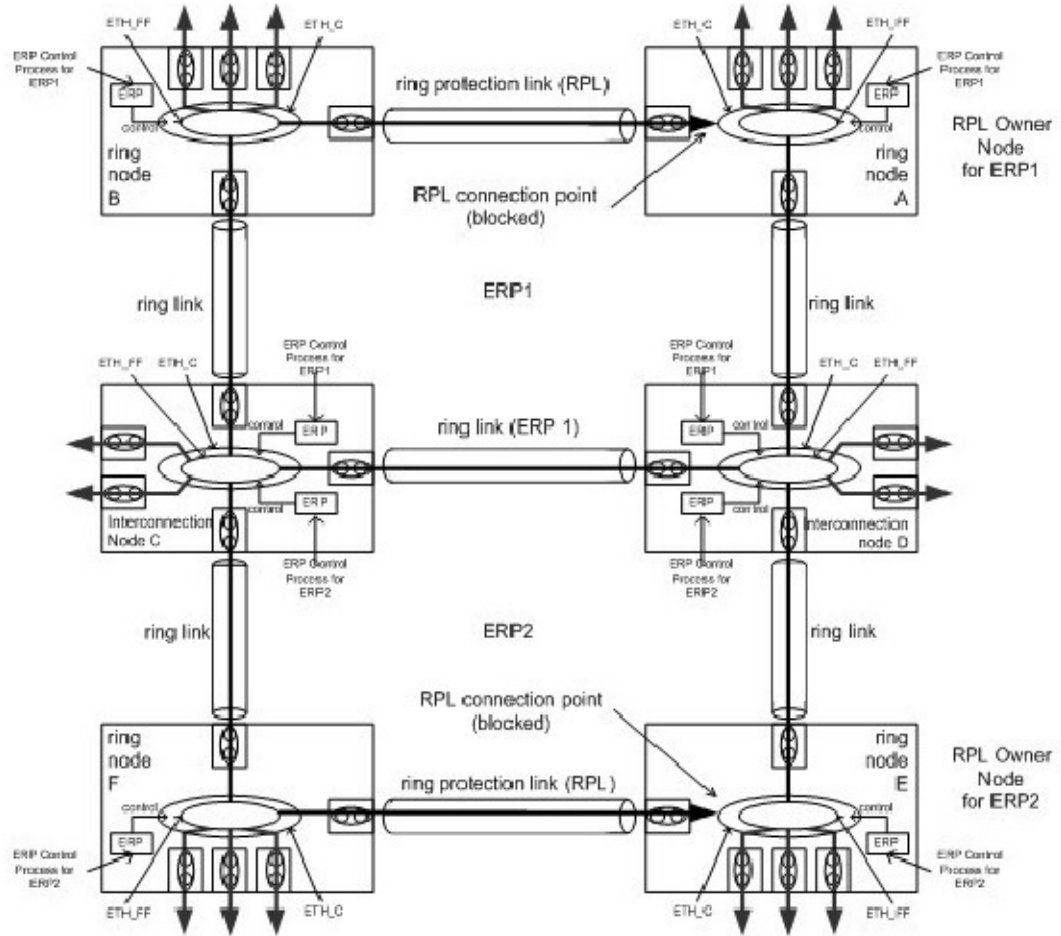 ETH_FF
ETH_C
ETH_C
ETH_FF
ERP Control
Process for
ERP1
ERP
control
ring
node
B
ring protection link (RPL)
RPL connection point
(blocked)
ERP Control
Process for
ERP1
ERP
control
ring
node
A
RPL Owner
Node
for ERP1
ring link
ERP1
ring link
ETH_FF
ETH_C
ERP Control
Process for
ERP1
ERP Control
Process for
ERP1
ETH_C
ETH_FF
control
ERP
ring link (ERP 1)
ERP
control
control
ERP
ERP
control
Interconnection
Node C
Interconnection
node D
ERP Control
Process for
ERP2
ERP Control
Process for
ERP2
ring link
ERP2
ring link
RPL connection point
(blocked)
ring
node
F
ring protection link (RPL)
ring
node
E
RPL Owner
Node
for ERP2
control
ERP
control
ERP
ERP Control
Process for
ERP2
ERP Control
Process for
ERP2
ETH_FF
ETH_C
ETH_C
ETH_FF